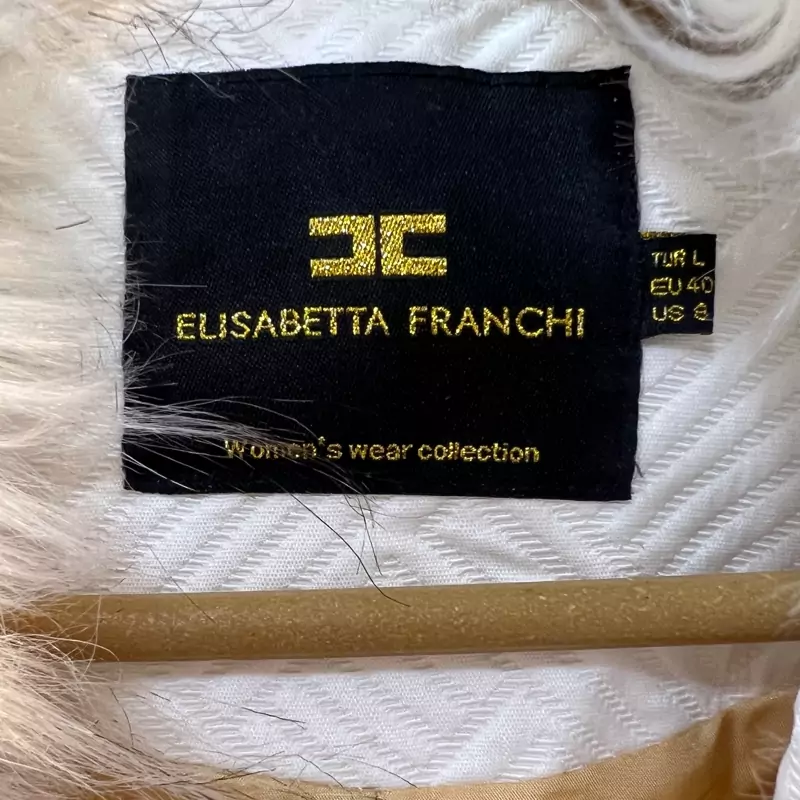 ELISABETTA FRANCHI
Women's wear collection
TUR L
EU 40
US 8